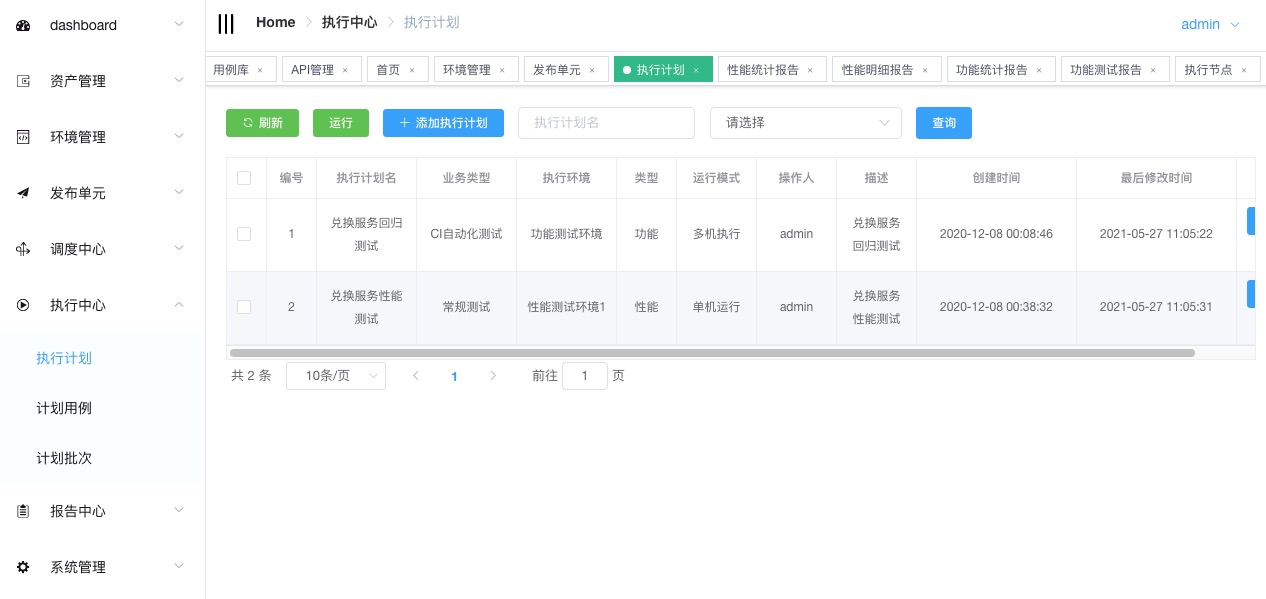 dashboard
资产管理
环境管理
发布单元
调度中心
执行中心
执行计划
计划用例
计划批次
报告中心
系统管理
Home 执行中心 执行计划
admin
用例库 × API管理 × 首页 × 环境管理 × 发布单元 × 执行计划 × 性能统计报告 × 性能明细报告 × 功能统计报告 × 功能测试报告 × 执行节点 ×
刷新 运行 + 添加执行计划 执行计划名 请选择 查询
编号 执行计划名 业务类型 执行环境 类型 运行模式 操作人 描述 创建时间 最后修改时间
1 兑换服务回归 CI自动化测试 功能测试环境 功能 多机执行 admin 兑换服务 2020-12-08 00:08:46 2021-05-27 11:05:22
测试 回归测试
2 兑换服务性能 常规测试 性能测试环境1 性能 单机运行 admin 兑换服务 2020-12-08 00:38:32 2021-05-27 11:05:31
测试 性能测试
共 2 条 10条/页 1 前往 1 页